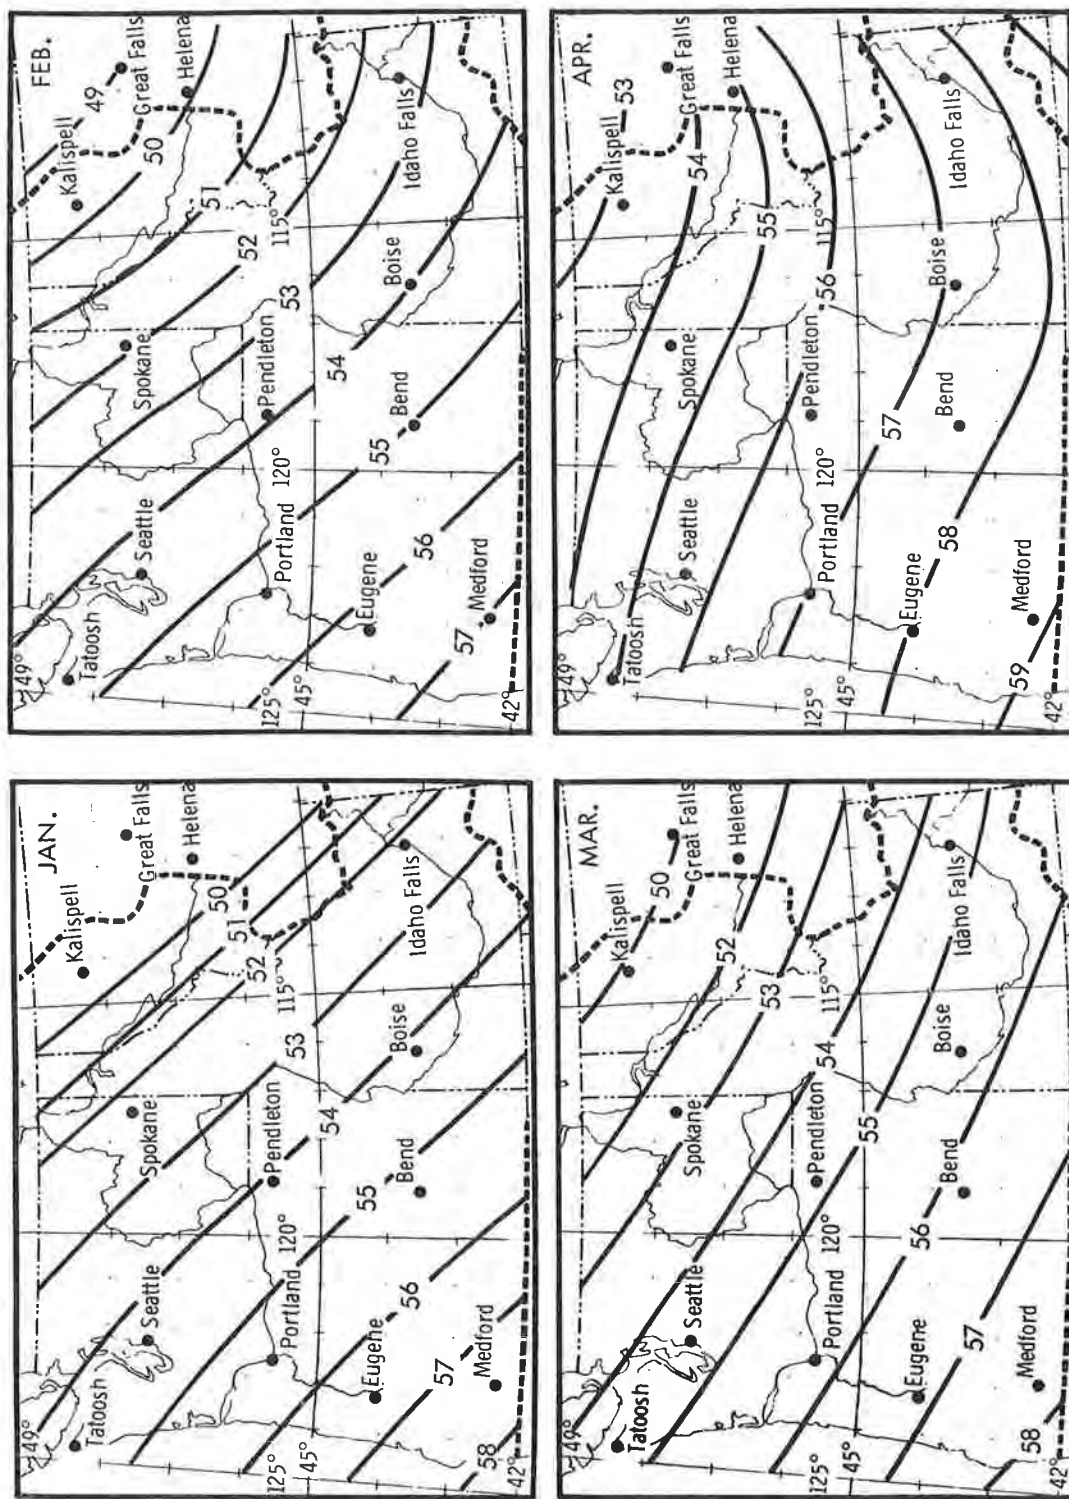 JAN.
49°
Tatoosh
Seattle
Spokane
Kalispell
Great Falls
Helena
50
51
52
53
54
55
56
57
58
Portland
Pendleton
120°
115°
125°
45°
Eugene
Bend
Boise
Idaho Falls
Medford
42°
FEB.
49°
Tatoosh
Seattle
Spokane
Kalispell
Great Falls
Helena
49
50
51
52
53
54
55
56
57
Portland
Pendleton
120°
115°
125°
45°
Eugene
Bend
Boise
Idaho Falls
Medford
42°
MAR.
49°
Tatoosh
Seattle
Spokane
Kalispell
Great Falls
Helena
50
52
53
54
55
56
57
58
Portland
Pendleton
120°
115°
125°
45°
Eugene
Bend
Boise
Idaho Falls
Medford
42°
APR.
49°
Tatoosh
Seattle
Spokane
Kalispell
Great Falls
Helena
53
54
55
56
57
58
59
Portland
Pendleton
120°
115°
125°
45°
Eugene
Bend
Boise
Idaho Falls
Medford
42°